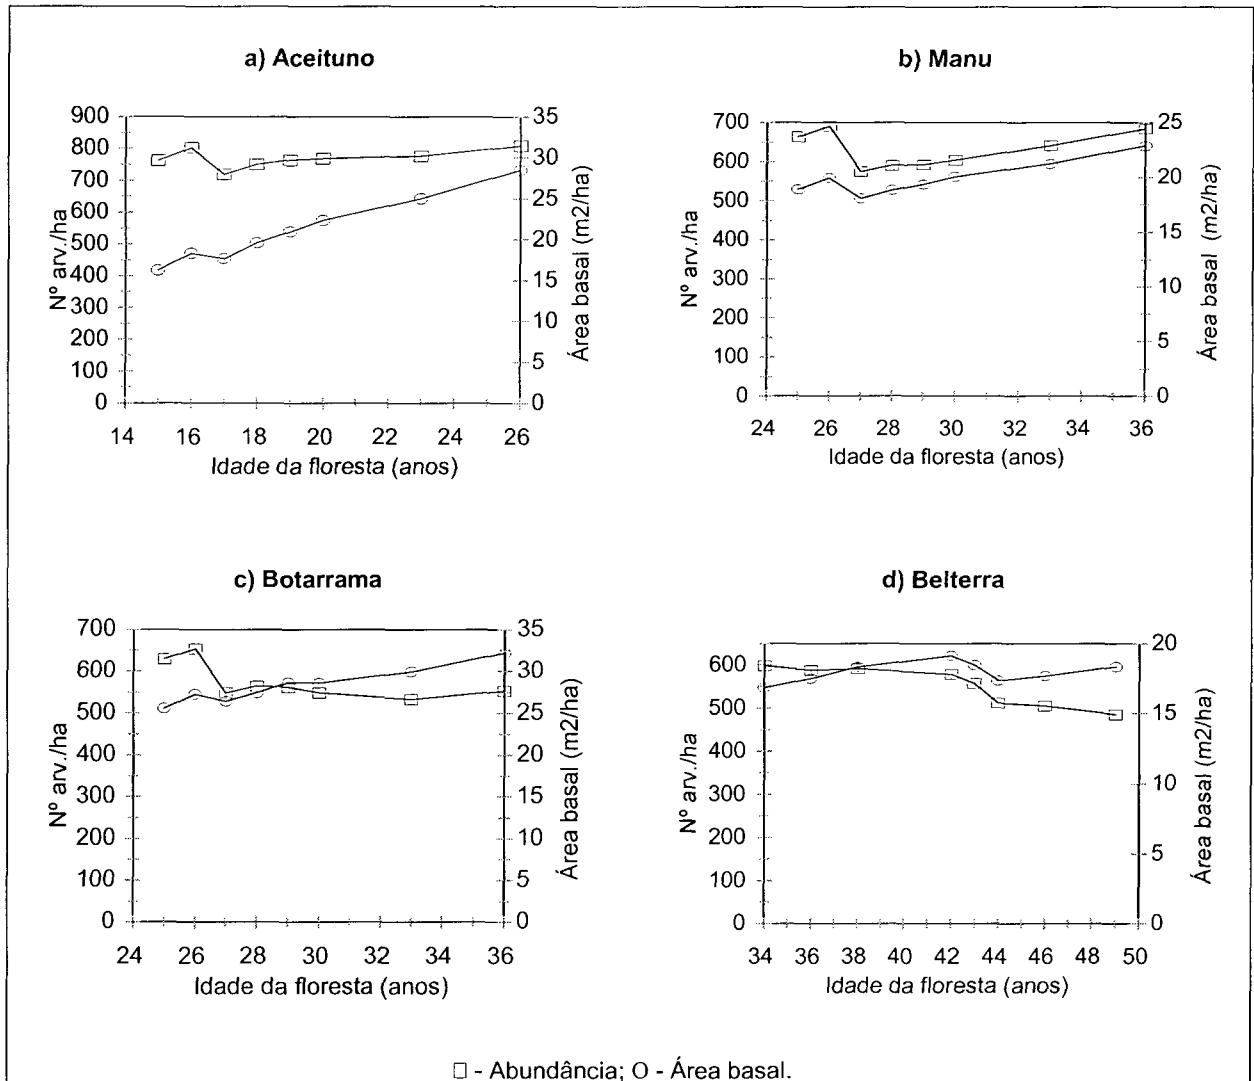 a) Aceituno
900
800
700
600
500
400
300
200
100
0
Nº arv./ha
35
30
25
20
15
10
5
0
Área basal (m2/ha)
14 16 18 20 22 24 26
Idade da floresta (anos)
b) Manu
700
600
500
400
300
200
100
0
Nº arv./ha
25
20
15
10
5
0
Área basal (m2/ha)
24 26 28 30 32 34 36
Idade da floresta (anos)
c) Botarrama
700
600
500
400
300
200
100
0
Nº arv./ha
35
30
25
20
15
10
5
0
Área basal (m2/ha)
24 26 28 30 32 34 36
Idade da floresta (anos)
d) Belterra
600
500
400
300
200
100
0
Nº arv./ha
20
15
10
5
0
Área basal (m2/ha)
34 36 38 40 42 44 46 48 50
Idade da floresta (anos)
□ - Abundância; O - Área basal.